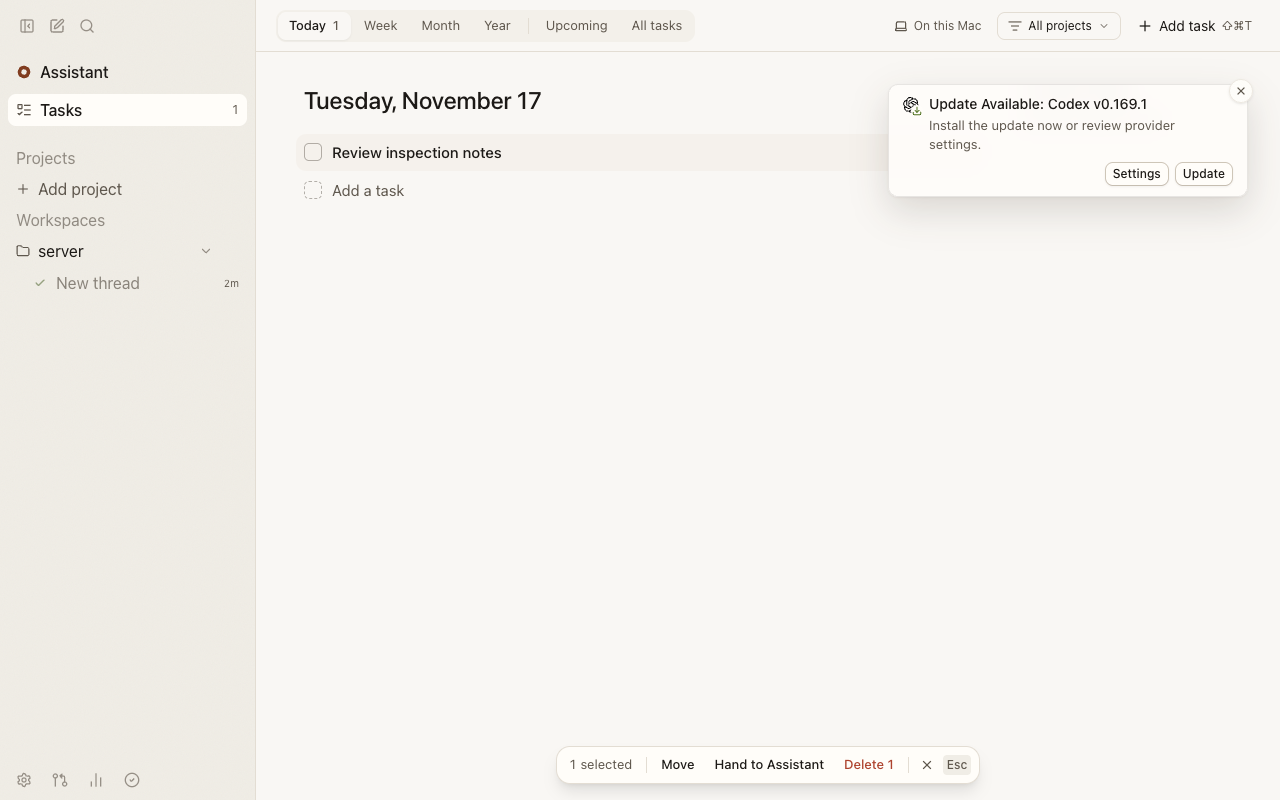 Assistant
Tasks 1
Projects
Add project
Workspaces
server
New thread 2m
Today 1 Week Month Year Upcoming All tasks
On this Mac All projects Add task ⇧⌘T
Tuesday, November 17
Review inspection notes
Add a task
Update Available: Codex v0.169.1
Install the update now or review provider
settings.
Settings Update
1 selected Move Hand to Assistant Delete 1 Esc